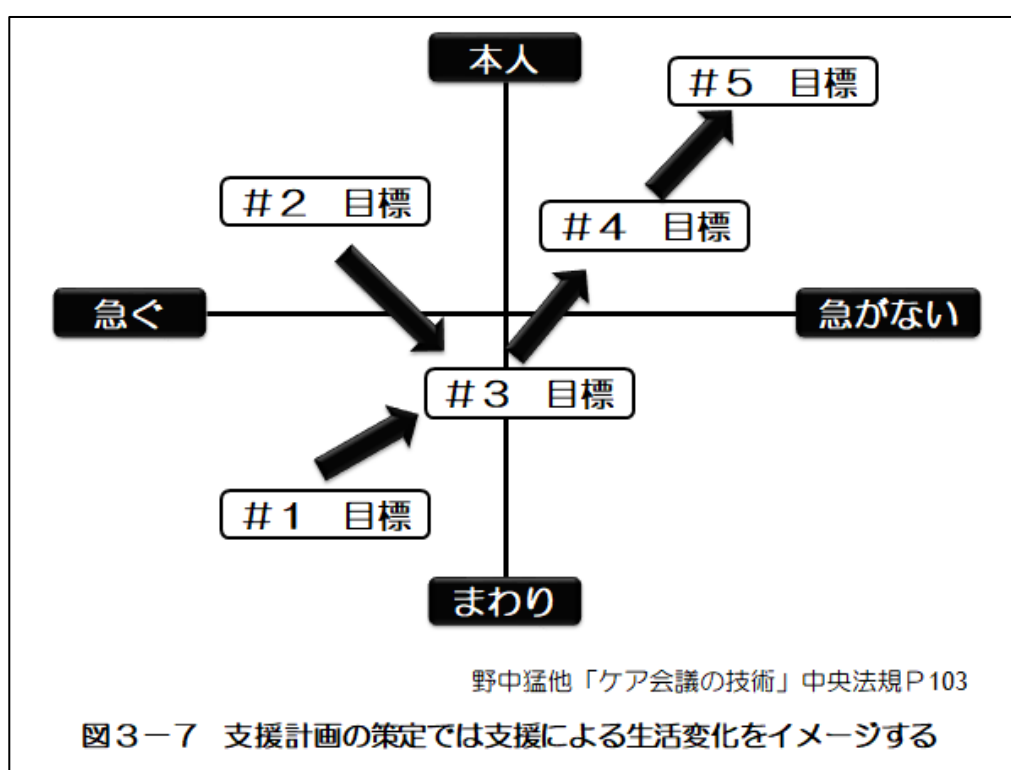 本人
#5 目標
#2 目標
#4 目標
急ぐ
急がない
#3 目標
#1 目標
まわり
野中猛他「ケア会議の技術」中央法規P103
図3-7 支援計画の策定では支援による生活変化をイメージする